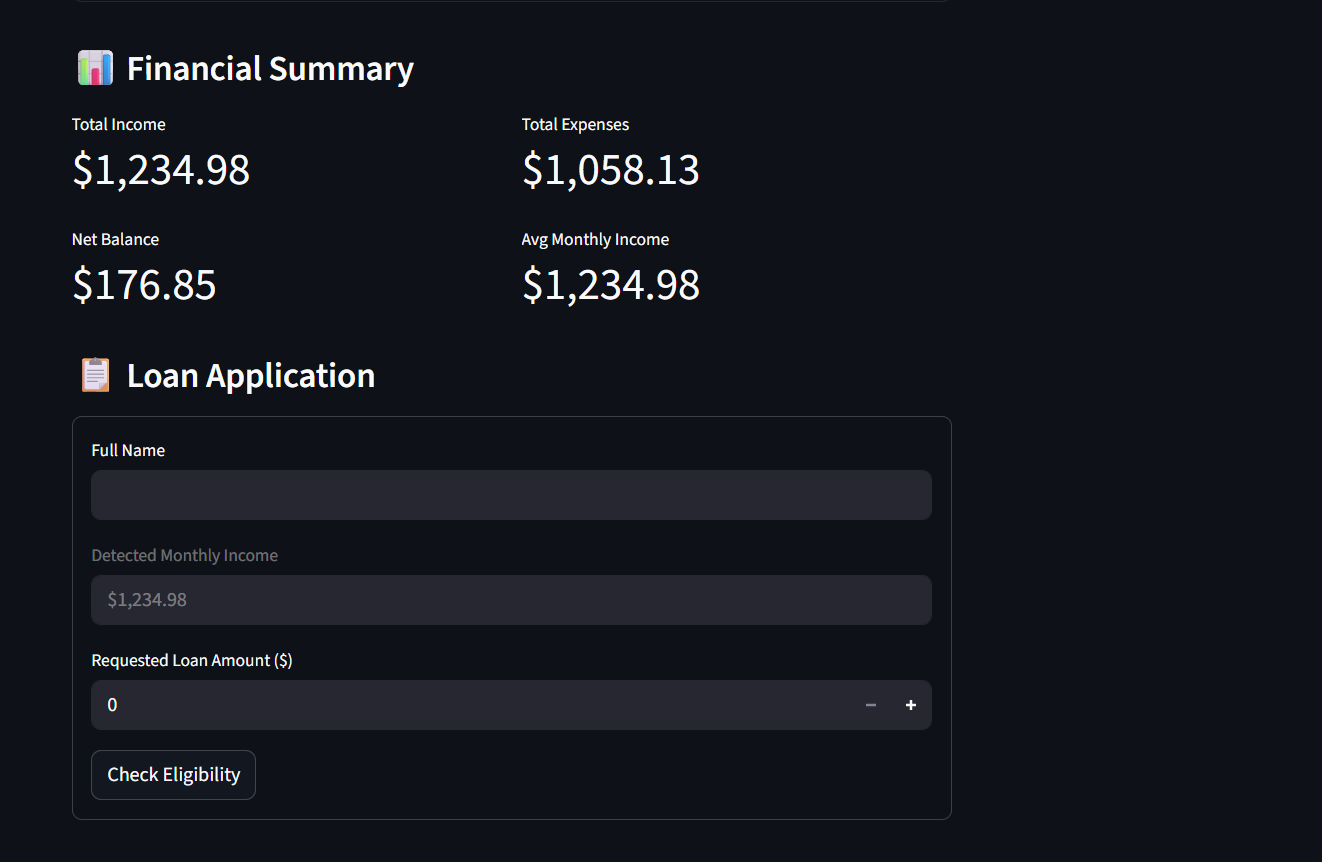 Financial Summary
Total Income
$1,234.98
Total Expenses
$1,058.13
Net Balance
$176.85
Avg Monthly Income
$1,234.98
Loan Application
Full Name
Detected Monthly Income
$1,234.98
Requested Loan Amount ($)
0
Check Eligibility